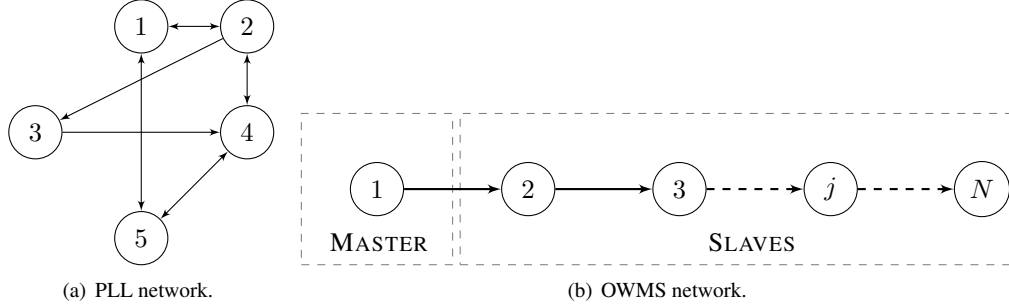 1 2
3 4
5
1 2 3 j N
MASTER SLAVES
(a) PLL network. (b) OWMS network.